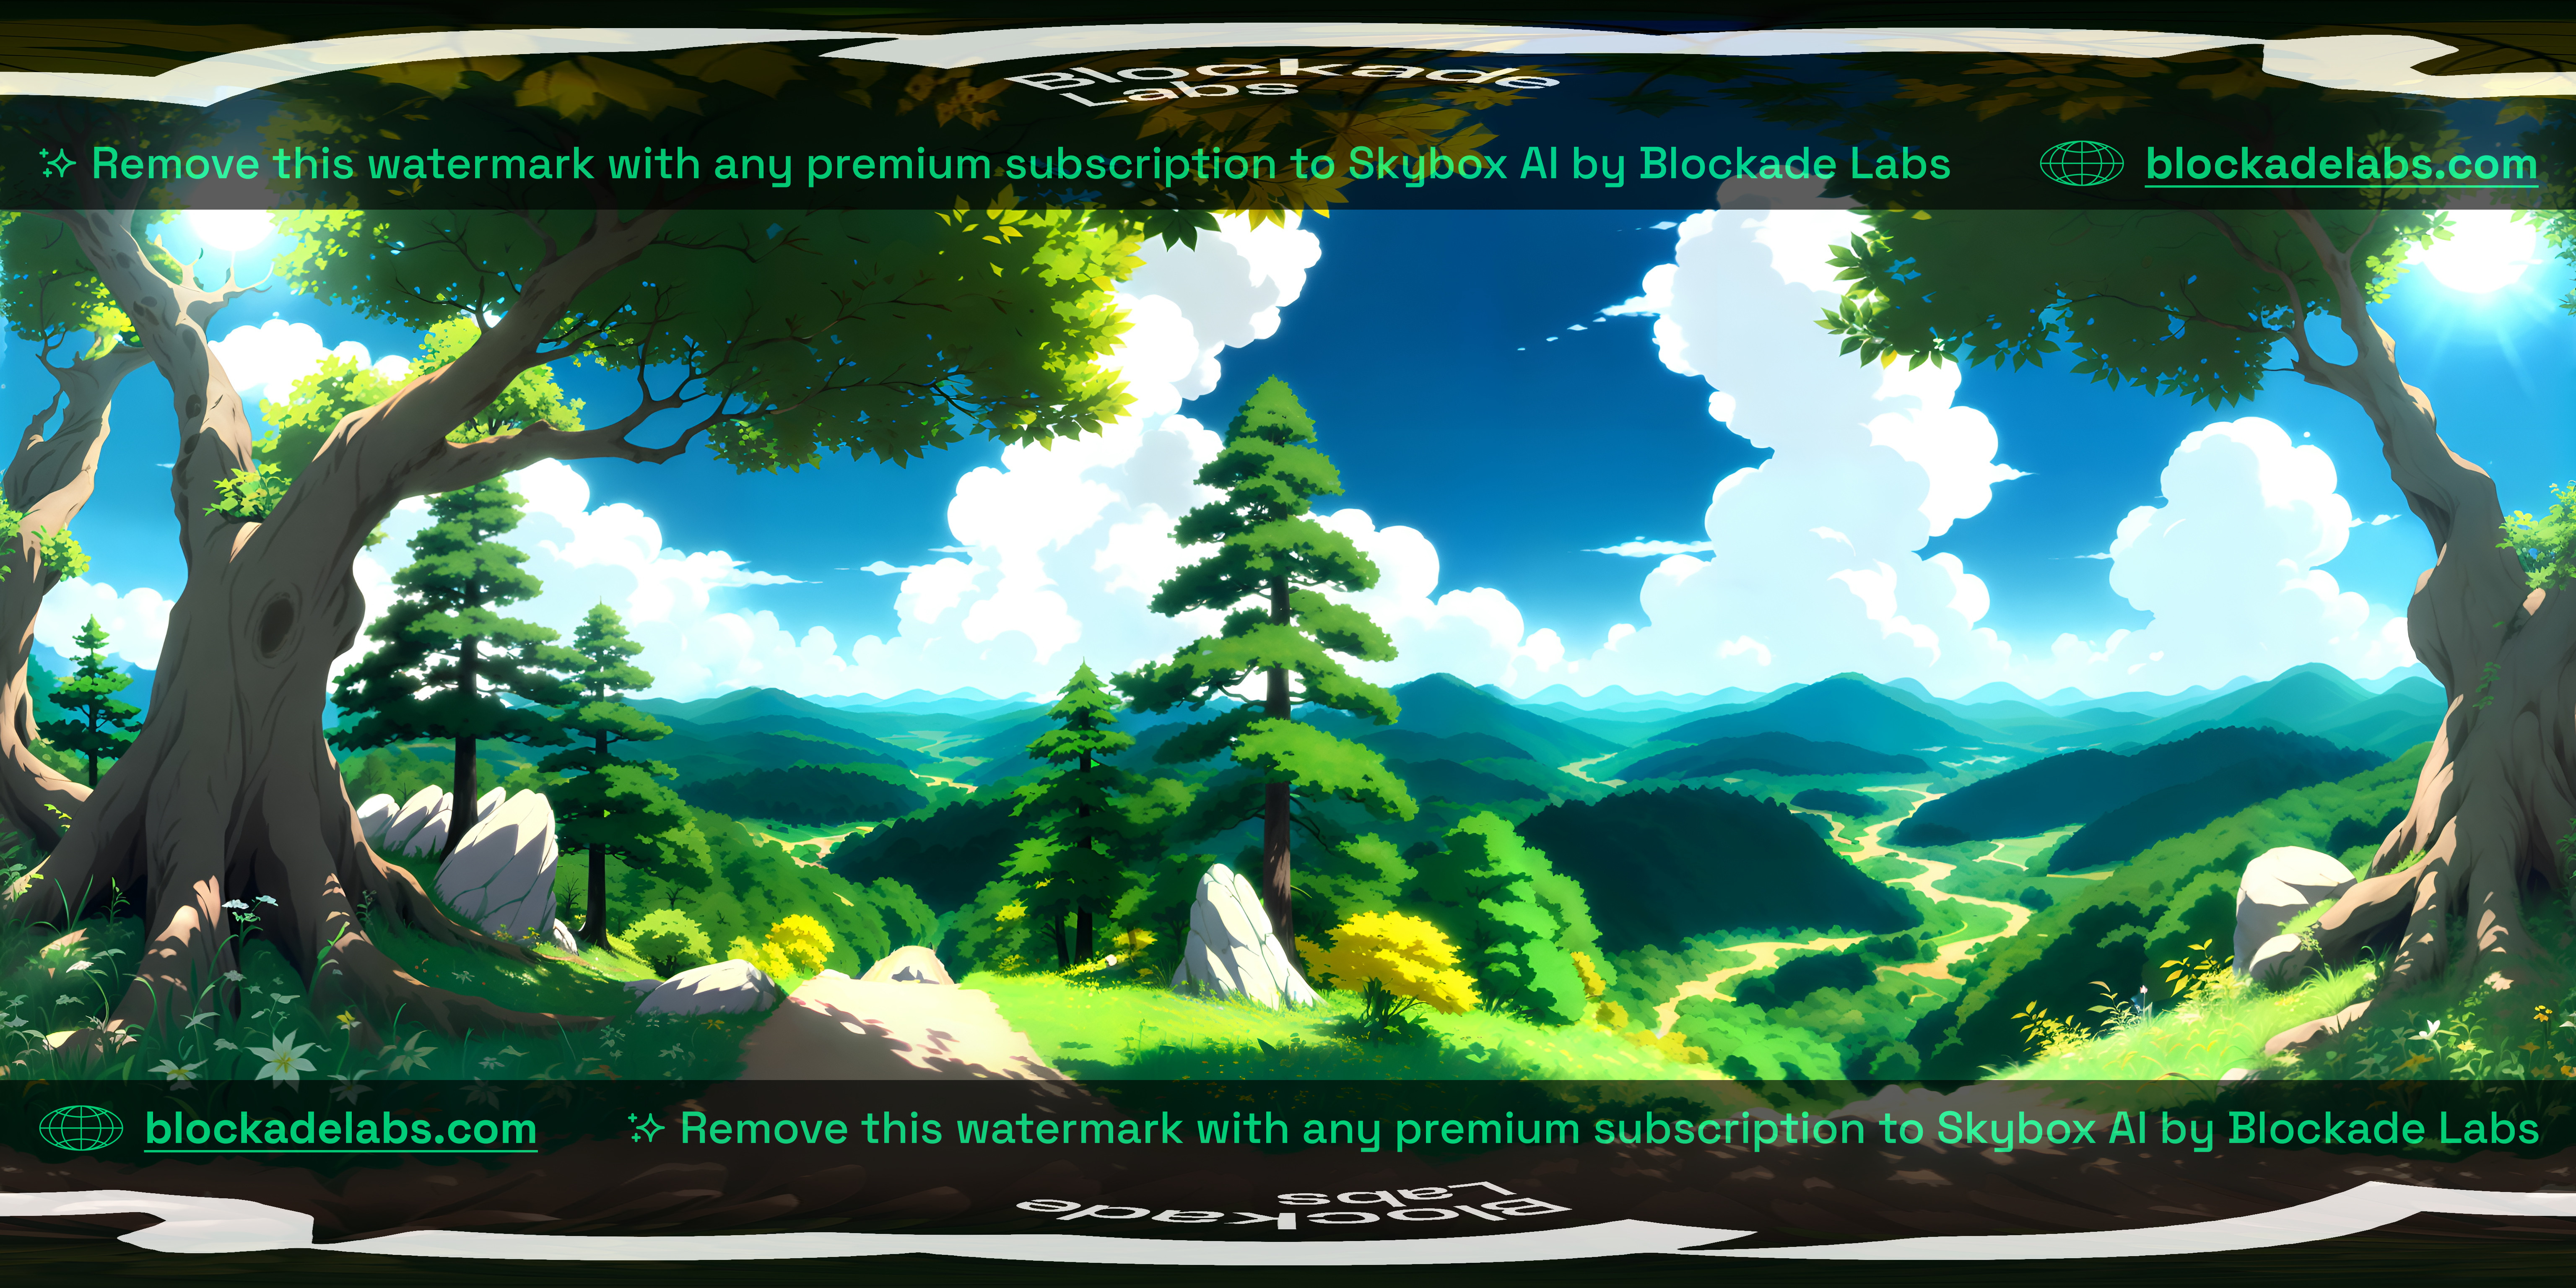 Blockade
Labs
Remove this watermark with any premium subscription to Skybox AI by Blockade Labs
blockadelabs.com
blockadelabs.com
Remove this watermark with any premium subscription to Skybox AI by Blockade Labs
Blockade
Labs